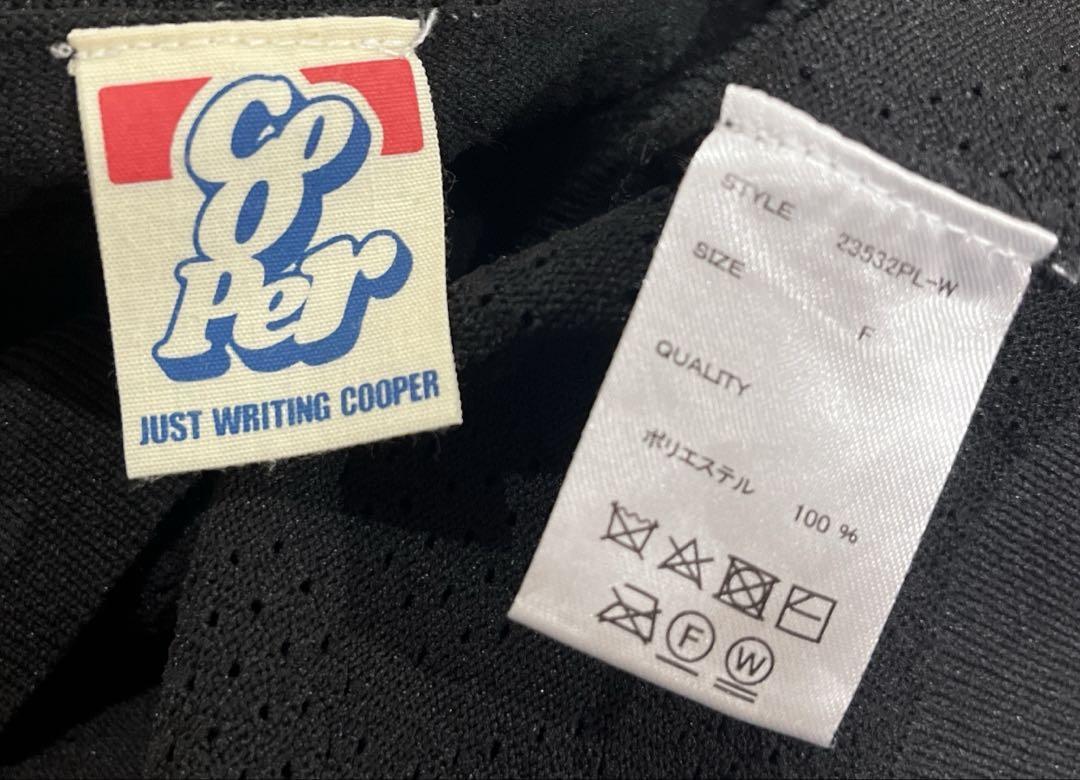 Co
o
Per
JUST WRITING COOPER
STYLE
23532PL-W
SIZE
F
QUALITY
ポリエステル 100 %
F W